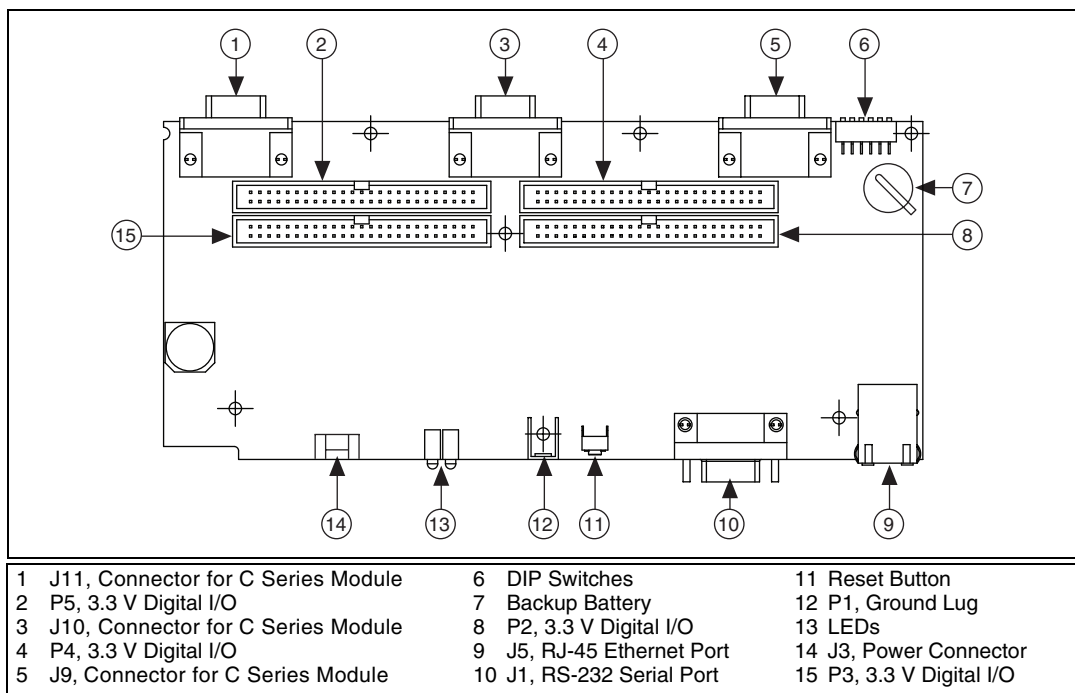 1 2 3 4 5 6
7
15 8
14 13 12 11 10 9
1 J11, Connector for C Series Module
2 P5, 3.3 V Digital I/O
3 J10, Connector for C Series Module
4 P4, 3.3 V Digital I/O
5 J9, Connector for C Series Module
6 DIP Switches
7 Backup Battery
8 P2, 3.3 V Digital I/O
9 J5, RJ-45 Ethernet Port
10 J1, RS-232 Serial Port
11 Reset Button
12 P1, Ground Lug
13 LEDs
14 J3, Power Connector
15 P3, 3.3 V Digital I/O